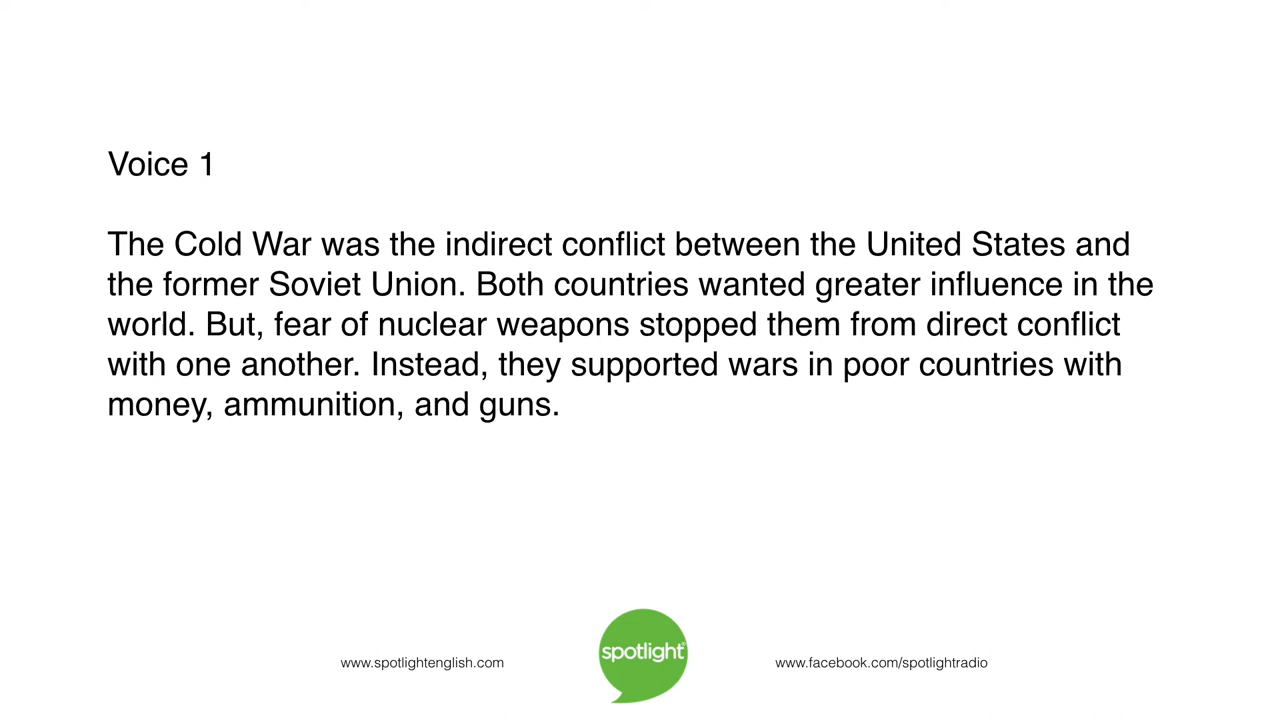 Voice 1
The Cold War was the indirect conflict between the United States and
the former Soviet Union. Both countries wanted greater influence in the
world. But, fear of nuclear weapons stopped them from direct conflict
with one another. Instead, they supported wars in poor countries with
money, ammunition, and guns.
www.spotlightenglish.com
spotlight®
www.facebook.com/spotlightradio